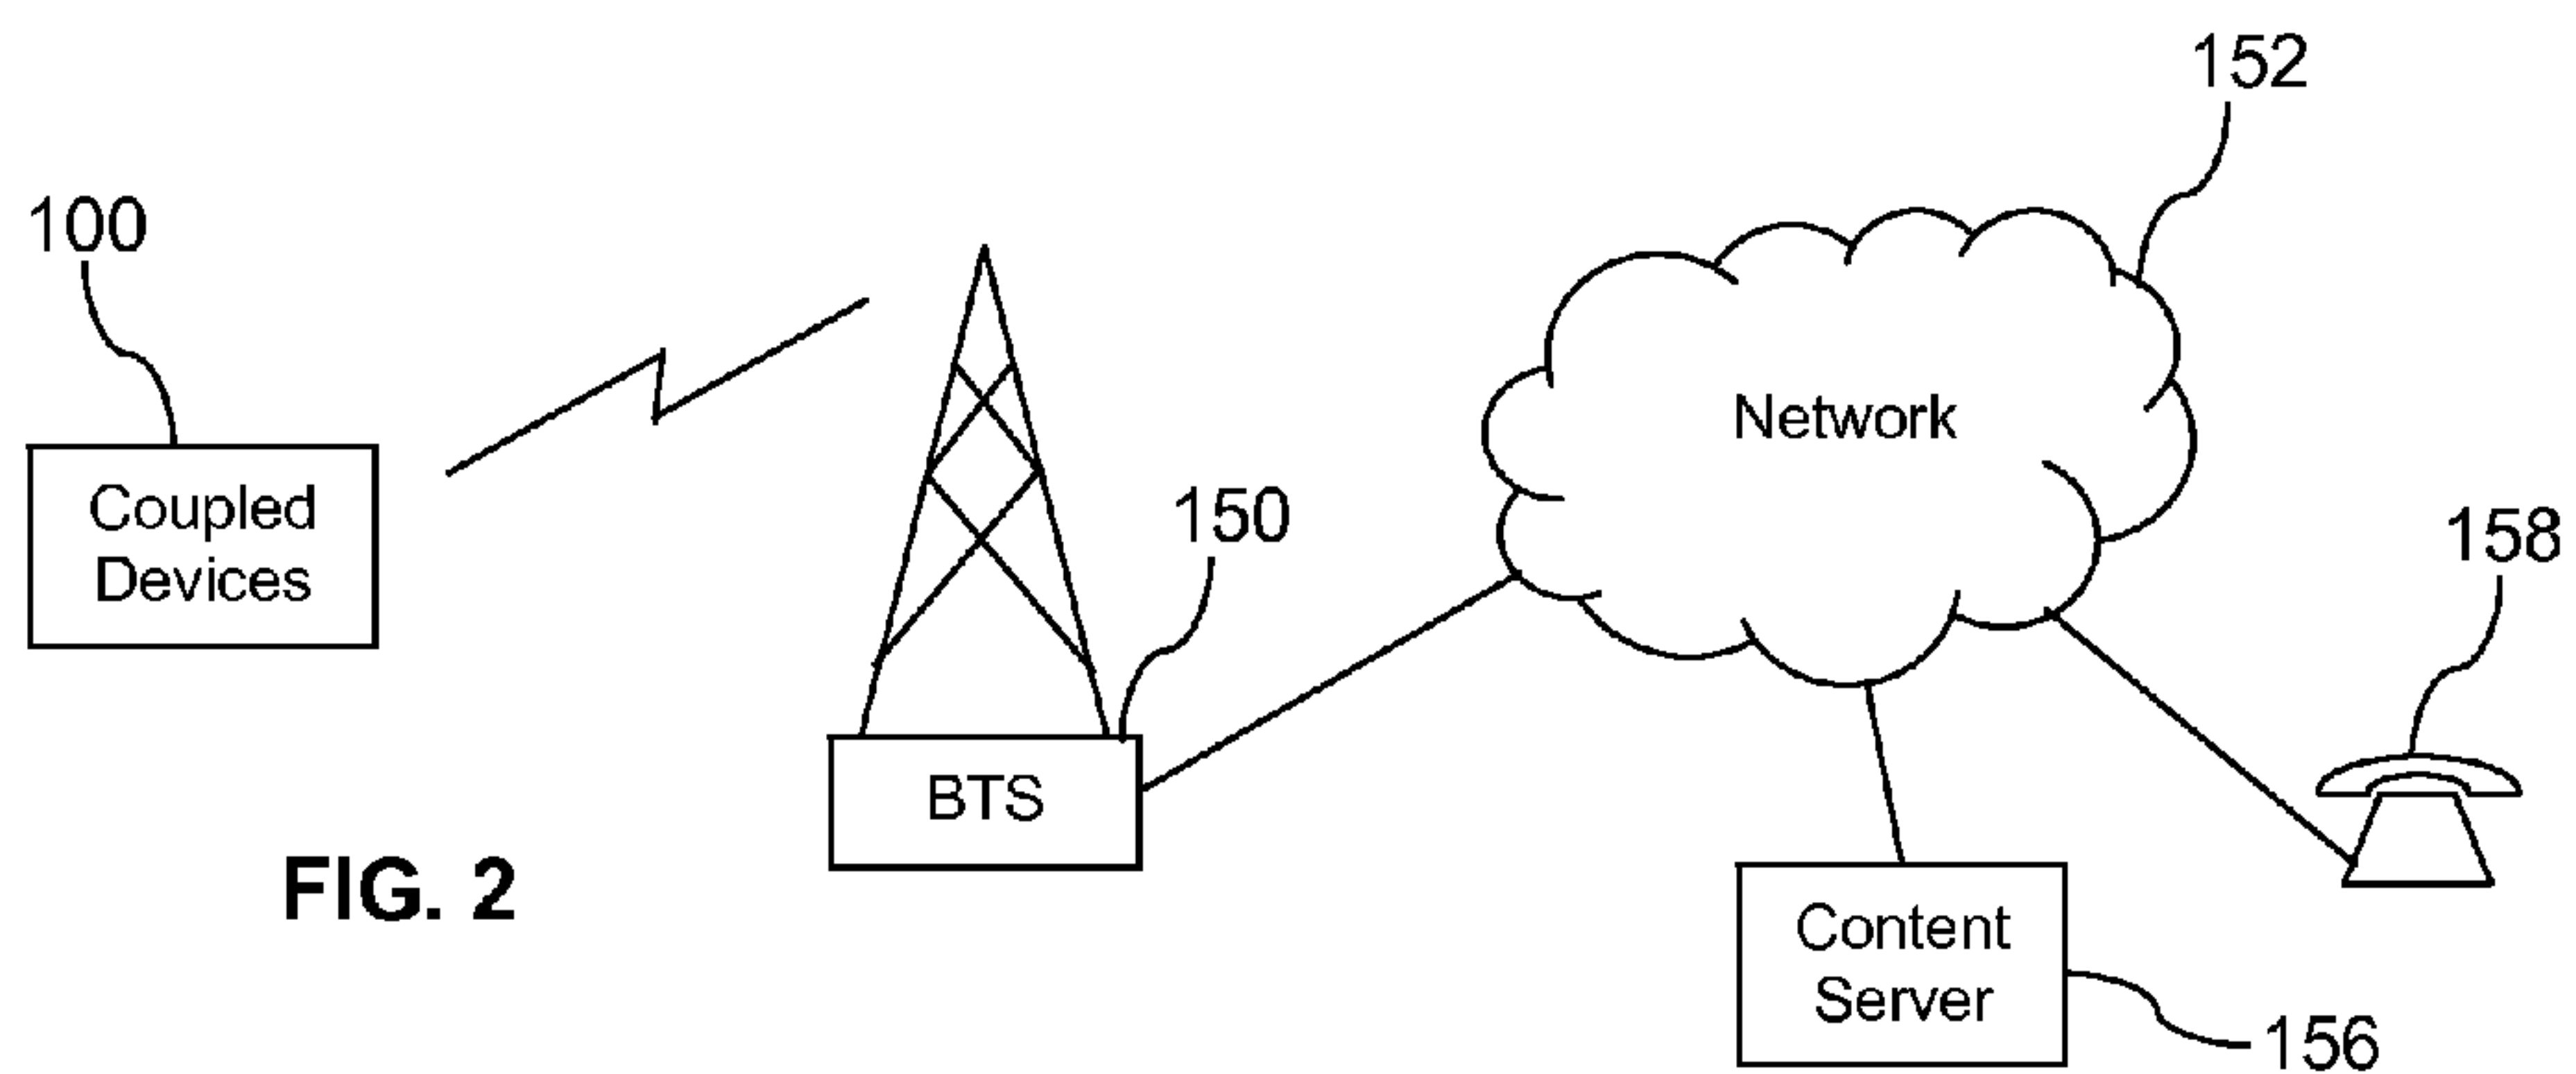 152
100
Network
Coupled
Devices
150
158
BTS
FIG. 2
Content
Server
156